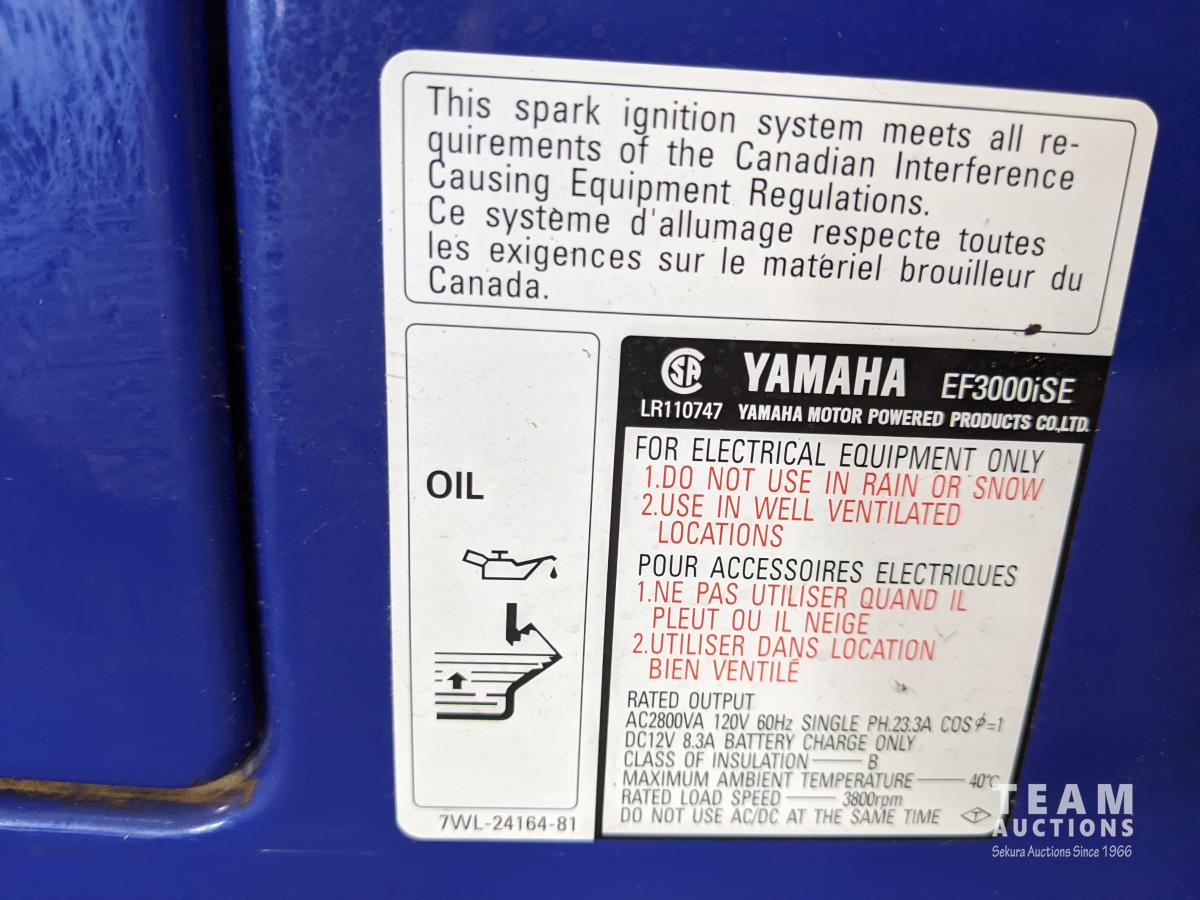 This spark ignition system meets all re-
quirements of the Canadian Interference
Causing Equipment Regulations.
Ce système d'allumage respecte toutes
les exigences sur le matériel brouilleur du
Canada.
OIL
7WL-24164-81
SA
YAMAHA EF3000iSE
LR110747 YAMAHA MOTOR POWERED PRODUCTS CO.,LTD.
FOR ELECTRICAL EQUIPMENT ONLY
1.DO NOT USE IN RAIN OR SNOW
2.USE IN WELL VENTILATED
LOCATIONS
POUR ACCESSOIRES ELECTRIQUES
1.NE PAS UTILISER QUAND IL
PLEUT OU IL NEIGE
2.UTILISER DANS LOCATION
BIEN VENTILÉ
RATED OUTPUT
AC2800VA 120V 60Hz SINGLE PH.23.3A COSφ=1
DC12V 8.3A BATTERY CHARGE ONLY
CLASS OF INSULATION — B
MAXIMUM AMBIENT TEMPERATURE — 40°C
RATED LOAD SPEED — 3800rpm
DO NOT USE AC/DC AT THE SAME TIME T
TEAM
AUCTIONS
Sekura Auctions Since 1966